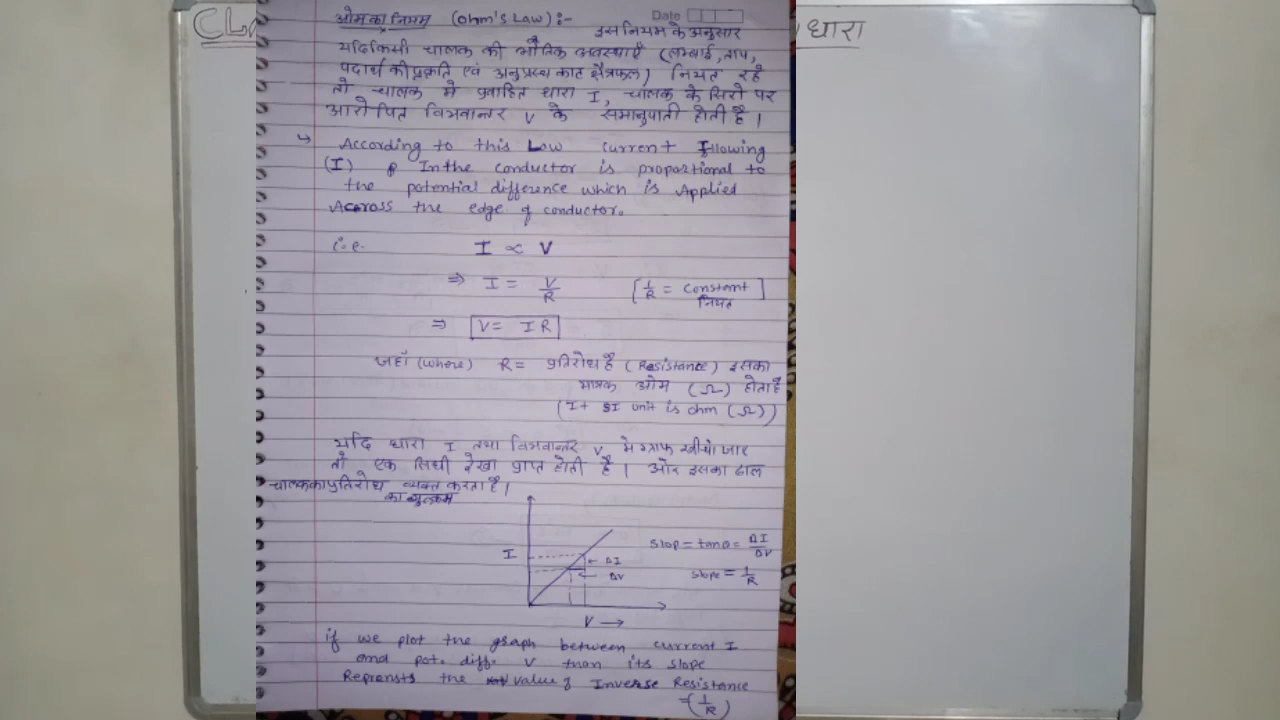 CL
धारा
Date
ओम का नियम (Ohm's Law) :-
इस नियम के अनुसार
यदि किसी चालक की भौतिक अवस्थाएँ (लम्बाई, ताप,
पदार्थ की प्रकृति एवं अनुप्रस्थ काट क्षेत्रफल) नियत रहे
तो चालक मे प्रवाहित धारा I, चालक के सिरो पर
आरोपित विभवान्तर V के समानुपाती होती है।
↳ According to this Law current flowing
(I) In the conductor is proportional to
the potential difference which is Applied
Across the edge of conductor.
i.e. I ∝ V
⇒ I = V/R [1/R = constant]
नियत
⇒ V = IR
जहाँ (where) R = प्रतिरोध है (Resistance) इसका
मात्रक ओम (Ω) होता है
(It SI unit is ohm (Ω))
यदि धारा I तथा विभवान्तर V मे ग्राफ खींचा जाए
तो एक सिधी रेखा प्राप्त होती है। और इसका ढाल
चालक का प्रतिरोध व्यक्त करता है।
का व्युत्क्रम
I
← ΔI
← ΔV
V →
slop = tanθ = ΔI/ΔV
slope = 1/R
if we plot the graph between current I
and pot. diff. V than its slope
Reprensts the value of Inverse Resistance
= (1/R)